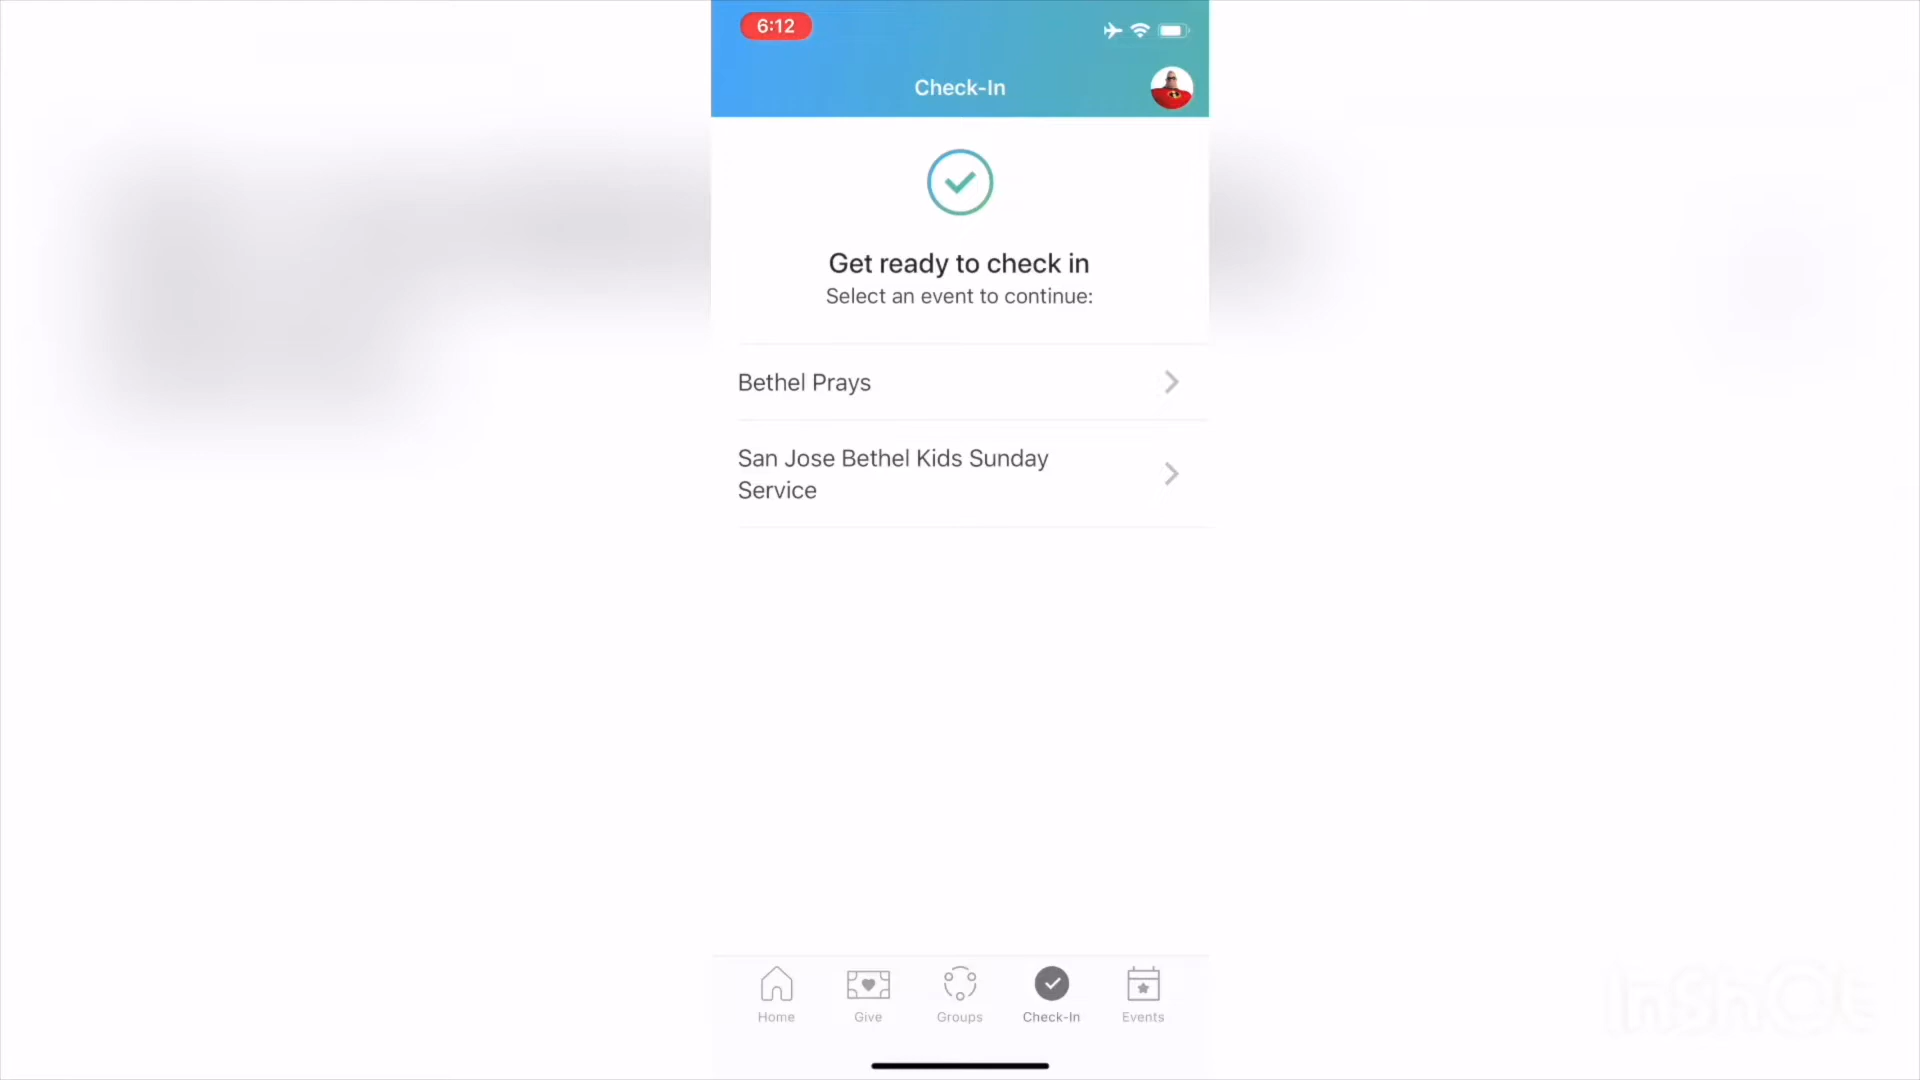 6:12
Check-In
Get ready to check in
Select an event to continue:
Bethel Prays
San Jose Bethel Kids Sunday
Service
Home
Give
Groups
Check-In
Events
InShOt